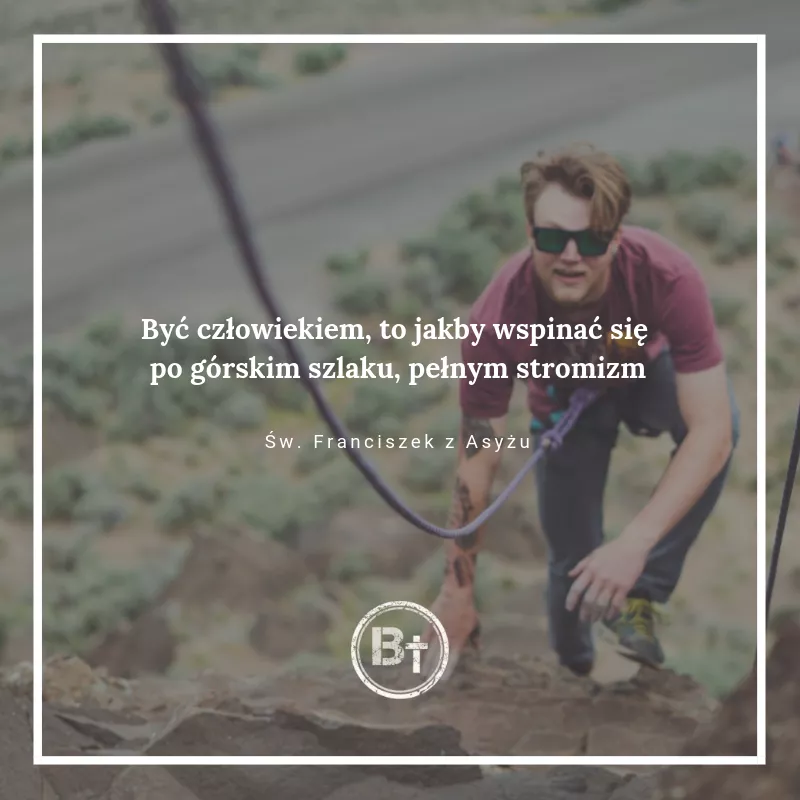 Być człowiekiem, to jakby wspinać się
po górskim szlaku, pełnym stromizm
Św. Franciszek z Asyżu
B†